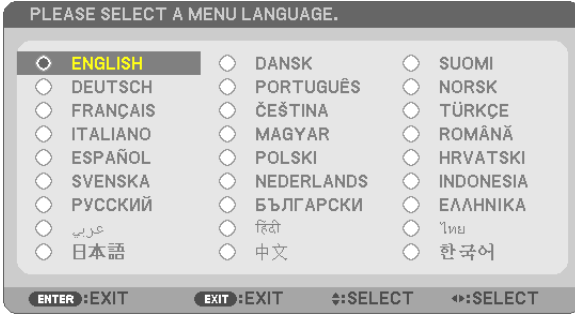 PLEASE SELECT A MENU LANGUAGE.
ENGLISH DANSK SUOMI
DEUTSCH PORTUGUÊS NORSK
FRANÇAIS ČEŠTINA TÜRKÇE
ITALIANO MAGYAR ROMÂNĂ
ESPAÑOL POLSKI HRVATSKI
SVENSKA NEDERLANDS INDONESIA
РУССКИЙ БЪЛГАРСКИ ΕΛΛΗΝΙΚΑ
عربي हिंदी ไทย
日本語 中文 한국어
ENTER :EXIT EXIT :EXIT :SELECT :SELECT